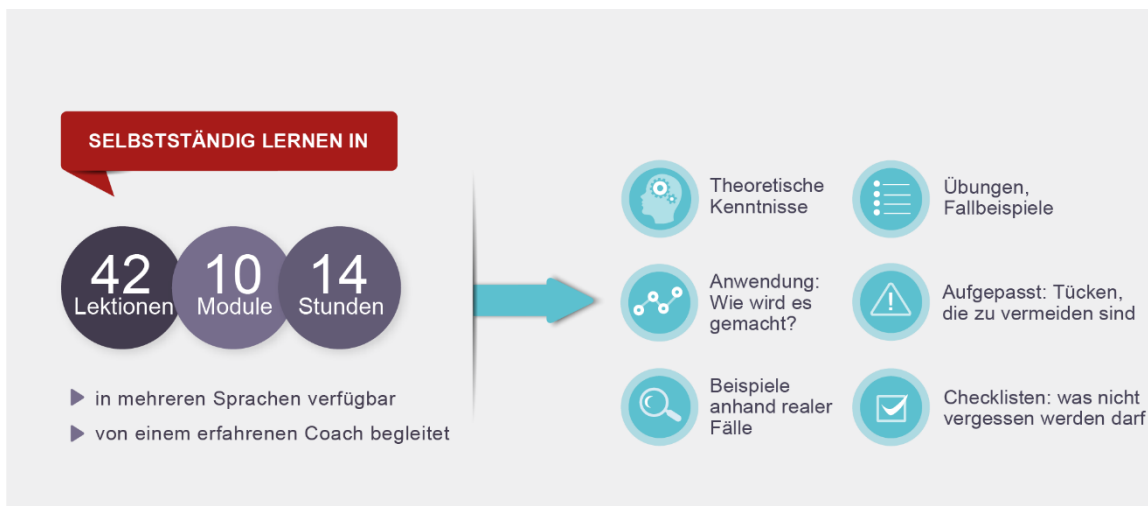 SELBSTSTÄNDIG LERNEN IN
42
Lektionen
10
Module
14
Stunden
in mehreren Sprachen verfügbar
von einem erfahrenen Coach begleitet
Theoretische
Kenntnisse
Übungen,
Fallbeispiele
Anwendung:
Wie wird es
gemacht?
Aufgepasst: Tücken,
die zu vermeiden sind
Beispiele
anhand realer
Fälle
Checklisten: was nicht
vergessen werden darf